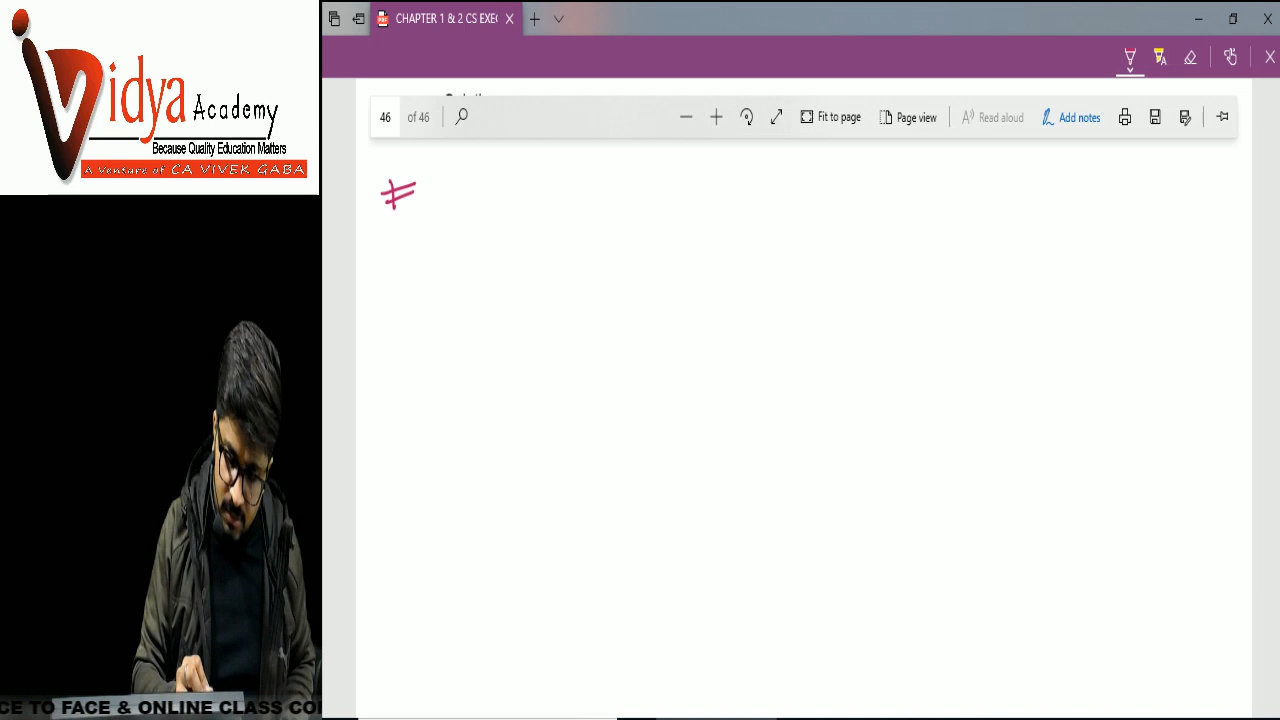 Vidya Academy
Because Quality Education Matters
A Venture of CA VIVEK GABA
CHAPTER 1 & 2 CS EXEC
46 of 46
Fit to page
Page view
Read aloud
Add notes
#
CE TO FACE & ONLINE CLASS CO